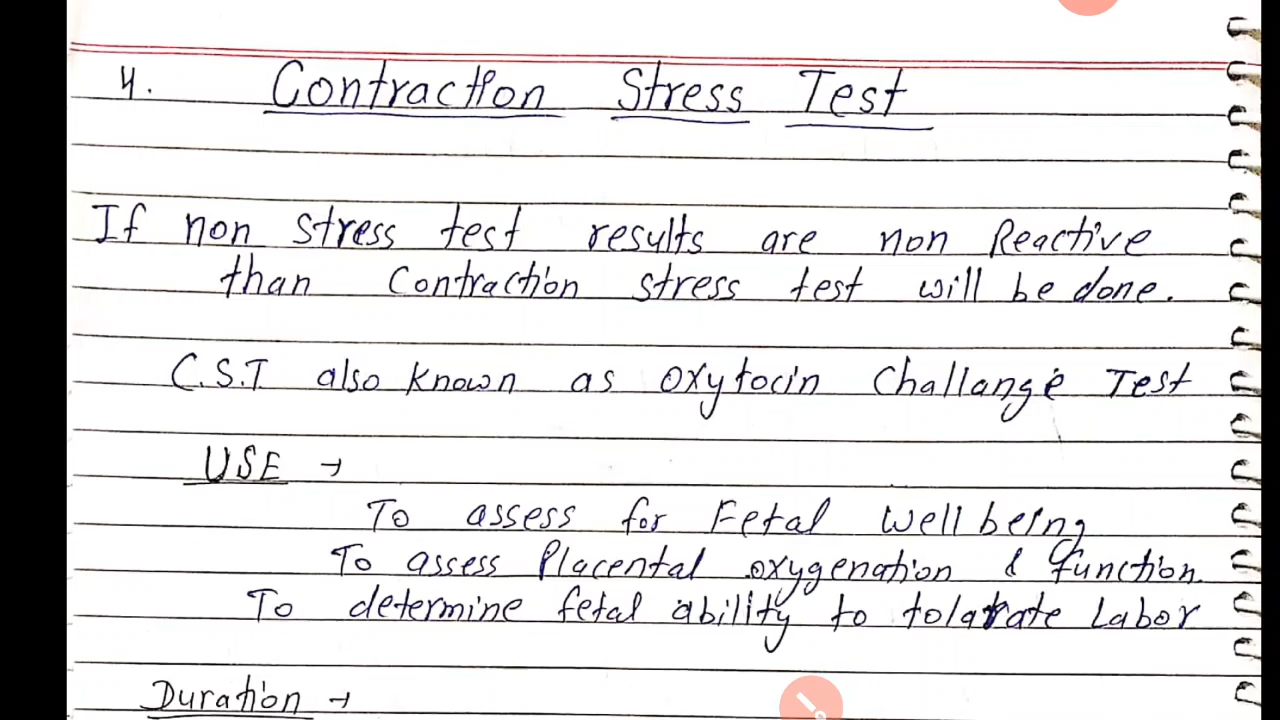 4. Contraction Stress Test
If non stress test results are non Reactive
than Contraction stress test will be done.
C.S.T also known as oxytocin Challange Test
USE →
To assess for Fetal Well being
To assess Placental oxygenation & function.
To determine fetal ability to tolarate Labor
Duration →